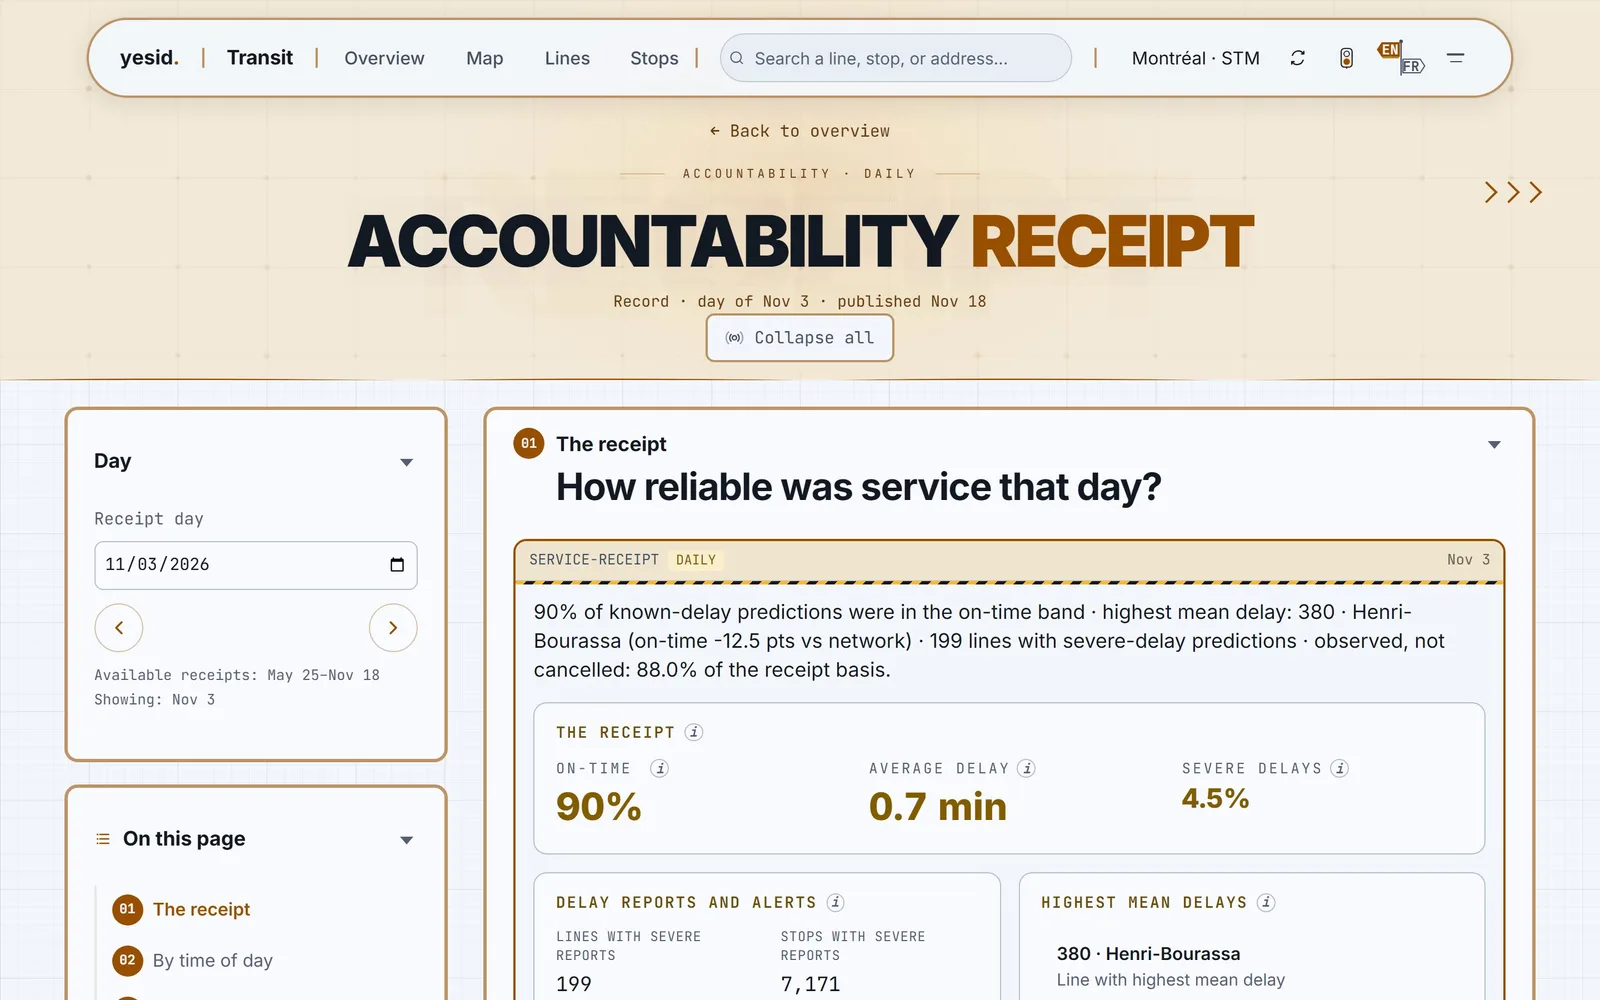 yesid. | Transit | Overview Map Lines Stops | Search a line, stop, or address... | Montréal · STM EN FR
← Back to overview
ACCOUNTABILITY · DAILY
ACCOUNTABILITY RECEIPT
Record · day of Nov 3 · published Nov 18
Collapse all
Day
Receipt day
11/03/2026
Available receipts: May 25–Nov 18
Showing: Nov 3
On this page
01 The receipt
02 By time of day
01 The receipt
How reliable was service that day?
SERVICE-RECEIPT DAILY Nov 3
90% of known-delay predictions were in the on-time band · highest mean delay: 380 · Henri-
Bourassa (on-time -12.5 pts vs network) · 199 lines with severe-delay predictions · observed, not
cancelled: 88.0% of the receipt basis.
THE RECEIPT i
ON-TIME i
90%
AVERAGE DELAY i
0.7 min
SEVERE DELAYS i
4.5%
DELAY REPORTS AND ALERTS i
LINES WITH SEVERE
REPORTS
199
STOPS WITH SEVERE
REPORTS
7,171
HIGHEST MEAN DELAYS i
380 · Henri-Bourassa
Line with highest mean delay